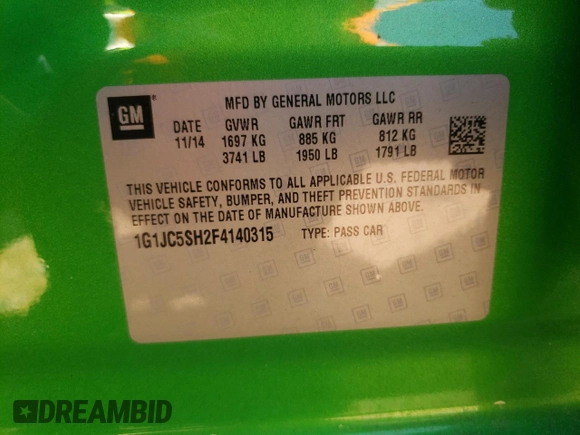 GM
MFD BY GENERAL MOTORS LLC
DATE GVWR GAWR FRT GAWR RR
11/14 1697 KG 885 KG 812 KG
3741 LB 1950 LB 1791 LB
THIS VEHICLE CONFORMS TO ALL APPLICABLE U.S. FEDERAL MOTOR
VEHICLE SAFETY, BUMPER, AND THEFT PREVENTION STANDARDS IN
EFFECT ON THE DATE OF MANUFACTURE SHOWN ABOVE.
1G1JC5SH2F4140315 TYPE: PASS CAR
DREAMBID